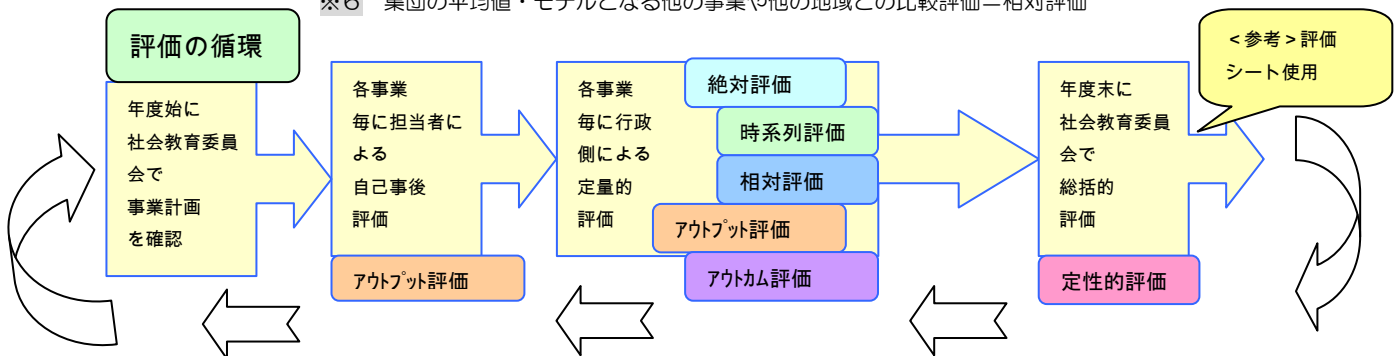 ※6 集団の平均値・モデルとなる他の事業や他の地域との比較評価＝相対評価
評価の循環
年度始に
社会教育委員
会で
事業計画
を確認
各事業
毎に担当者に
よる
自己事後
評価
アウトプット評価
各事業
毎に行政
側による
定量的
評価
絶対評価
時系列評価
相対評価
アウトプット評価
アウトカム評価
年度末に
社会教育委員
会で
総括的
評価
定性的評価
<参考>評価
シート使用